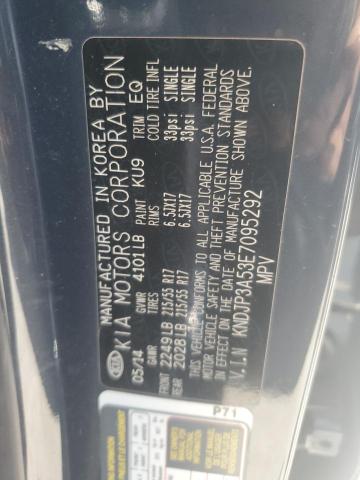 MANUFACTURED IN KOREA BY
KIA MOTORS CORPORATION
KIA
05/14 GVWR 4101LB PAINT KU9 TRIM EQ
GAWR TIRES RIMS COLD TIRE INFL
FRONT 2249LB 215/55 R17 6.5JX17 33psi SINGLE
REAR 2028LB 215/55 R17 6.5JX17 33psi SINGLE
THIS VEHICLE CONFORMS TO ALL APPLICABLE U.S.A. FEDERAL
MOTOR VEHICLE SAFETY AND THEFT PREVENTION STANDARDS
IN EFFECT ON THE DATE OF MANUFACTURE SHOWN ABOVE.
V.I.N KNDJP3A53E7095292
MPV
P71